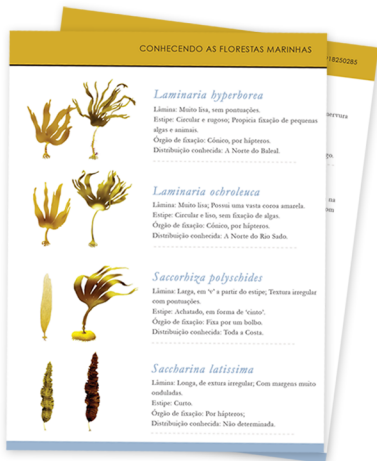 CONHECENDO AS FLORESTAS MARINHAS
Laminaria hyperborea
Lâmina: Muito lisa, sem pontuações.
Estipe: Circular e rugoso; Propicia fixação de pequenas
algas e animais.
Órgão de fixação: Cónico, por hápteros.
Distribuição conhecida: A Norte do Baleal.
Laminaria ochroleuca
Lâmina: Muito lisa; Possui uma vasta coroa amarela.
Estipe: Circular e liso, sem fixação de algas.
Órgão de fixação: Cónico, por hápteros.
Distribuição conhecida: A Norte do Rio Sado.
Saccorhiza polyschides
Lâmina: Larga, em 'v' a partir do estipe; Textura irregular
com pontuações.
Estipe: Achatado, em forma de 'cinto'.
Órgão de fixação: Fixa por um bolbo.
Distribuição conhecida: Toda a Costa.
Saccharina latissima
Lâmina: Longa, de extura irregular; Com margens muito
onduladas.
Estipe: Curto.
Órgão de fixação: Por hápteros;
Distribuição conhecida: Não determinada.
918250285